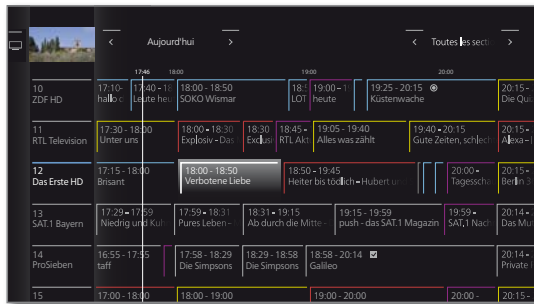 Aujourd'hui
Toutes les secti
17:46 18:00 19:00 20:00
10 17:10- 17:40 - 18 18:00 - 18:50 18: 19:00 - 1 19:25 - 20:15 20:15 -
ZDF HD hallo Leute heu SOKO Wismar LOT heute Küstenwache Die Qui
11 17:30 - 18:00 18:00 - 18:30 18:30 18:45 - 19:05 - 19:40 19:40 - 20:15 20:15 -
RTL Television Unter uns Explosiv - Das Exclusi RTL Akt Alles was zählt Gute Zeiten, schlech Alexa -
12 17:15 - 18:00 18:00 - 18:50 18:50 - 19:45 20:00 - 20:15 -
Das Erste HD Brisant Verbotene Liebe Heiter bis tödlich - Hubert un Tagesscha Berlin 3
13 17:29 - 17:59 17:59 - 18:31 18:31 - 19:15 19:15 - 19:59 19:59 - 20:14 -
SAT.1 Bayern Niedrig und Kuh Pures Leben - Ab durch die Mitte - push - das SAT.1 Magazin SAT,1 Nach Das Mu
14 16:55 - 17:55 17:58 - 18:29 18:29 - 18:58 18:58 - 20:14 20:14 -
ProSieben taff Die Simpsons Die Simpsons Galileo Private
15 17:00 - 18:00 18:00 - 19:00 19:00 - 20:00 20:00 - 20:15 -